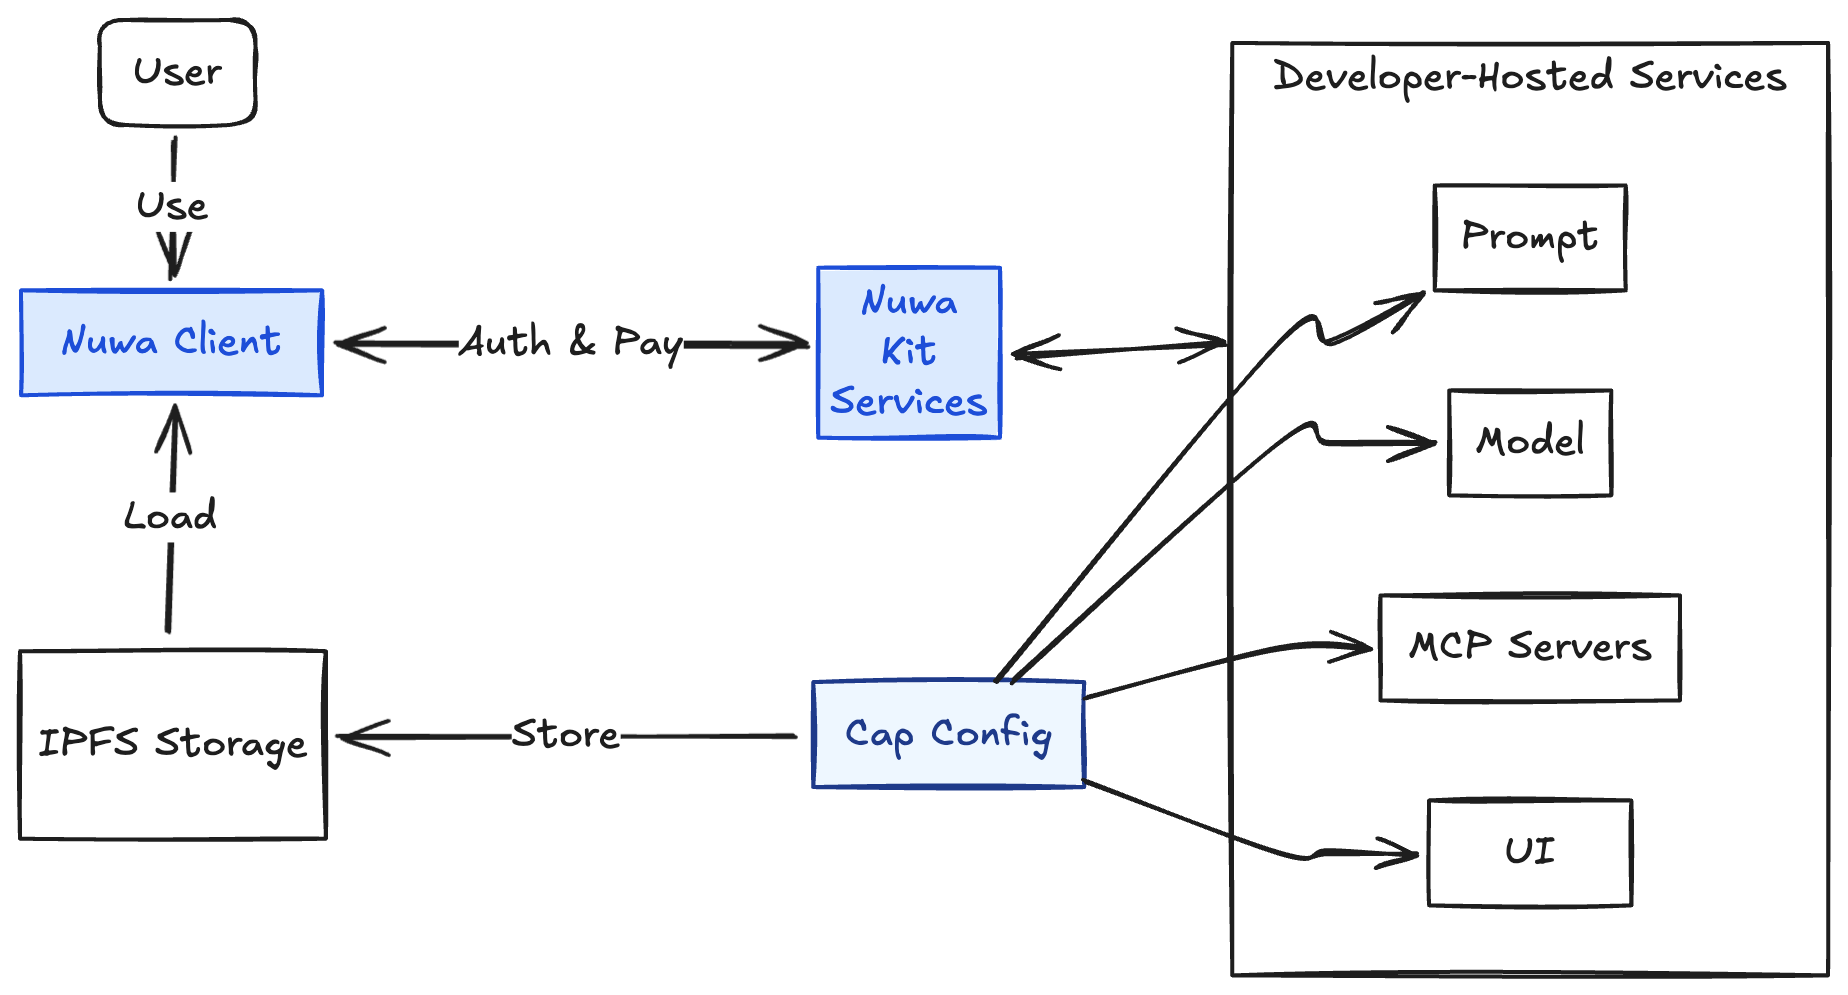 User
Developer-Hosted Services
Use
Prompt
Nuwa Client
Auth & Pay
Nuwa
Kit
Services
Model
Load
MCP Servers
IPFS Storage
Store
Cap Config
UI